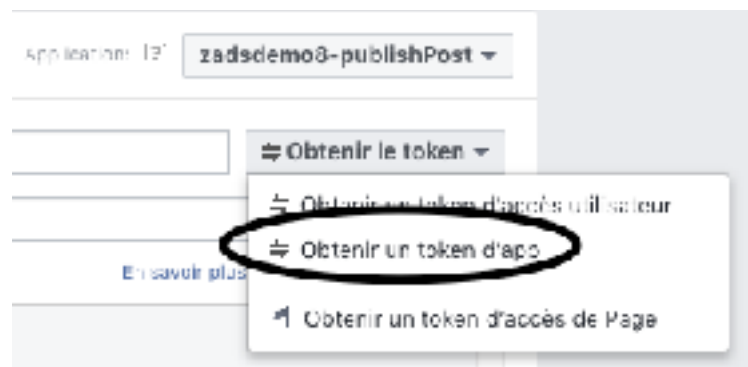 Application: [?] zadsdemo8-publishPost
Obtenir le token
Obtenir un token d'accès utilisateur
Obtenir un token d'app
En savoir plus
Obtenir un token d'accès de Page